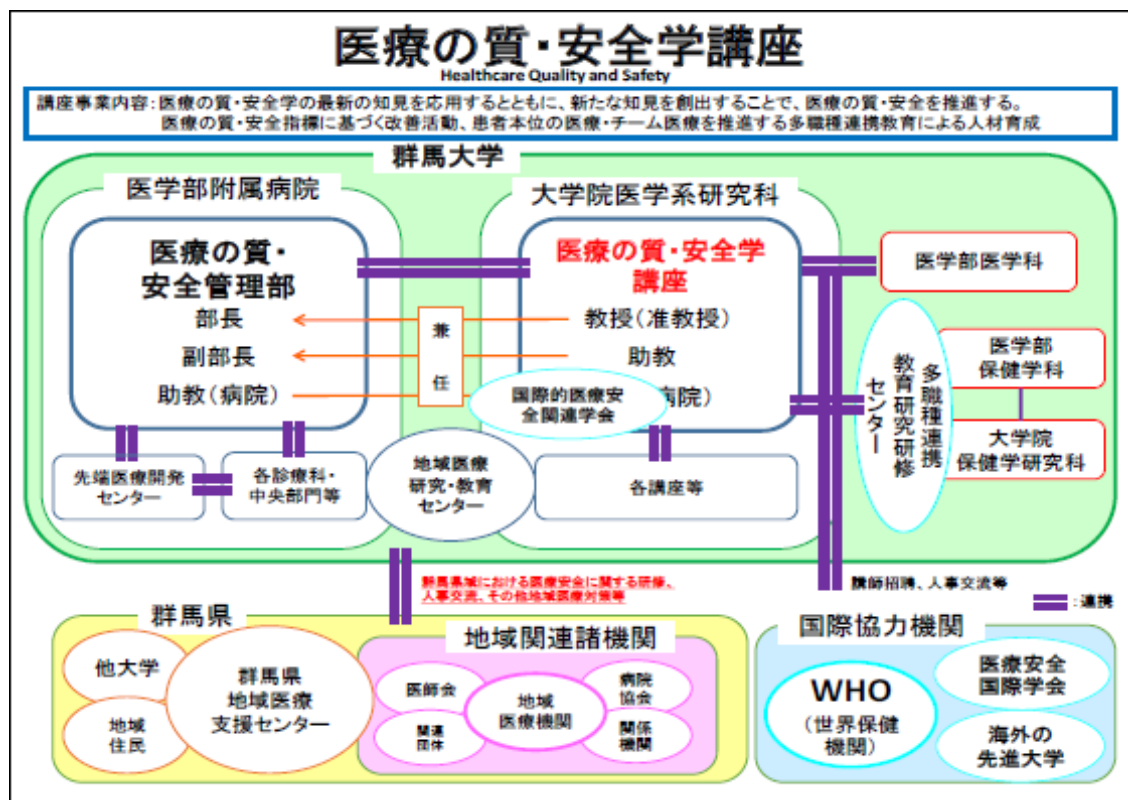 医療の質・安全学講座
Healthcare Quality and Safety
講座事業内容：医療の質・安全学の最新の知見を応用するとともに、新たな知見を創出することで、医療の質・安全を推進する。
医療の質・安全指標に基づく改善活動、患者本位の医療・チーム医療を推進する多職種連携教育による人材育成
群馬大学
医学部附属病院
大学院医学系研究科
医療の質・
安全管理部
部長
副部長
助教（病院）
兼
任
医療の質・安全学
講座
教授（准教授）
助教
病院）
国際的医療安
全関連学会
医学部医学科
多職種連携
教育研究研修
センター
医学部
保健学科
大学院
保健学研究科
先端医療開発
センター
各診療科・
中央部門等
地域医療
研究・教育
センター
各講座等
群馬県域における医療安全に関する研修、
人事交流、その他地域医療対策等
講師招聘、人事交流等
：連携
群馬県
他大学
地域
住民
群馬県
地域医療
支援センター
地域関連諸機関
医師会
関連
団体
地域
医療機関
病院
協会
関係
機関
国際協力機関
WHO
（世界保健
機関）
医療安全
国際学会
海外の
先進大学